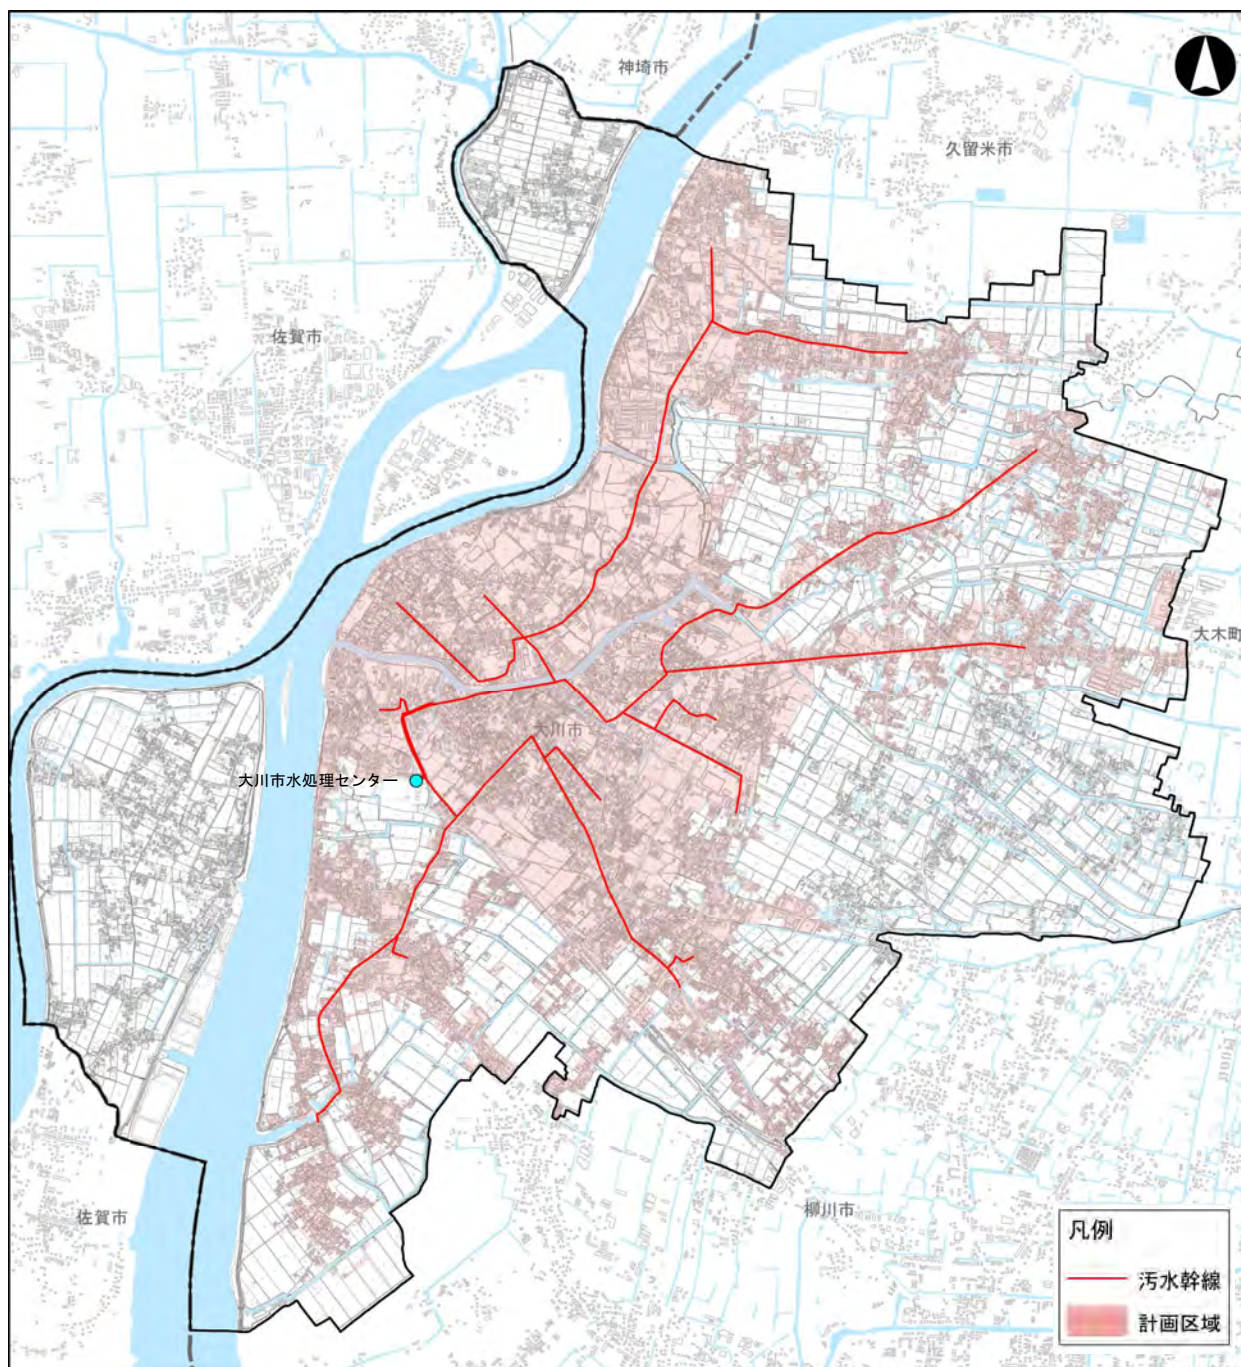 神埼市
久留米市
佐賀市
大木町
大川市
大川市水処理センター
佐賀市
柳川市
凡例
汚水幹線
計画区域